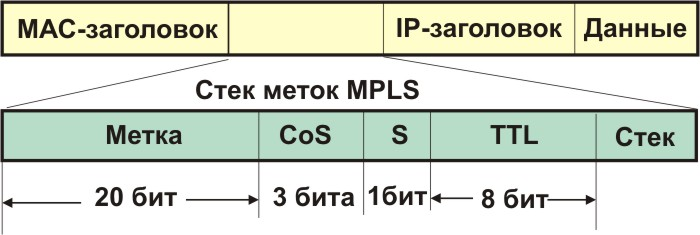 MAC-заголовок IP-заголовок Данные
Стек меток MPLS
Метка CoS S TTL Стек
20 бит 3 бита 1бит 8 бит